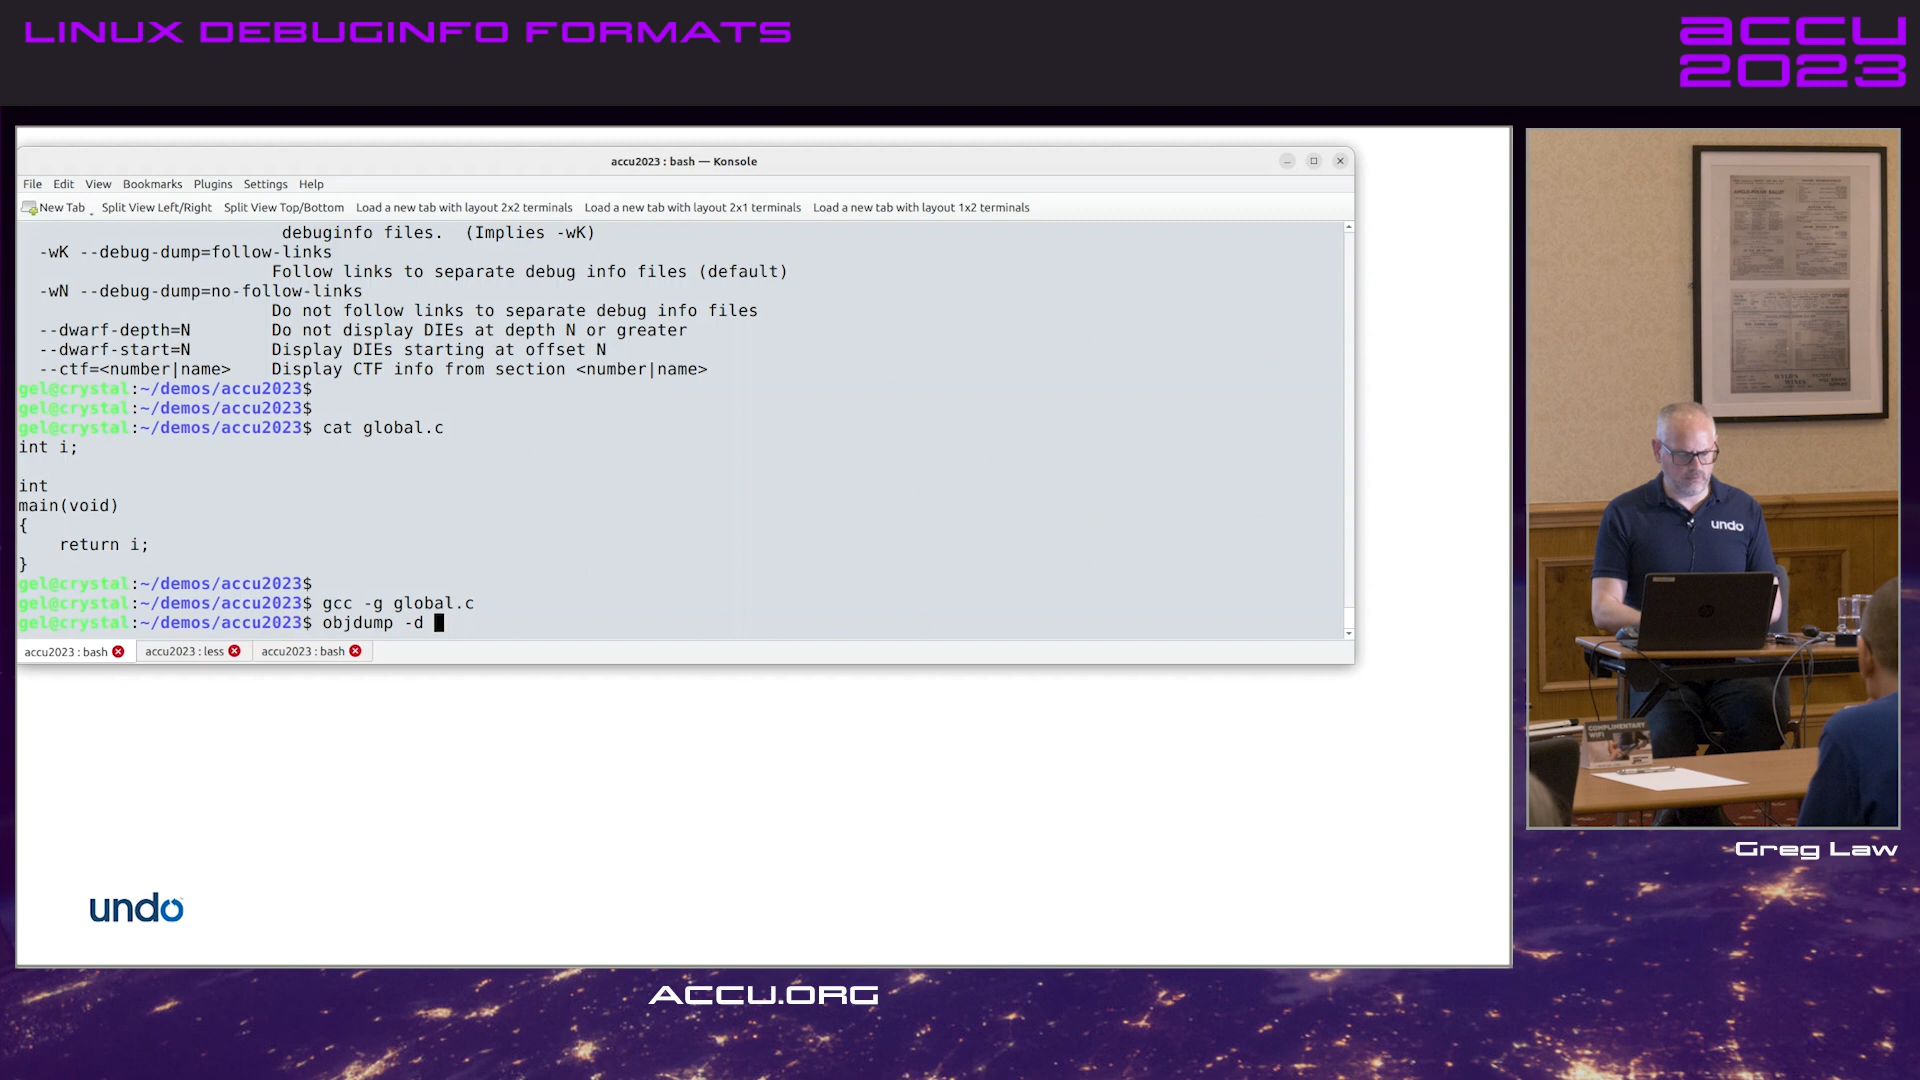 LINUX DEBUGINFO FORMATS
accu
2023
accu2023 : bash — Konsole
File Edit View Bookmarks Plugins Settings Help
New Tab Split View Left/Right Split View Top/Bottom Load a new tab with layout 2x2 terminals Load a new tab with layout 2x1 terminals Load a new tab with layout 1x2 terminals
debuginfo files. (Implies -wK)
-wK --debug-dump=follow-links
Follow links to separate debug info files (default)
-wN --debug-dump=no-follow-links
Do not follow links to separate debug info files
--dwarf-depth=N Do not display DIEs at depth N or greater
--dwarf-start=N Display DIEs starting at offset N
--ctf=<number|name> Display CTF info from section <number|name>
gel@crystal:~/demos/accu2023$
gel@crystal:~/demos/accu2023$
gel@crystal:~/demos/accu2023$ cat global.c
int i;
int
main(void)
{
return i;
}
gel@crystal:~/demos/accu2023$
gel@crystal:~/demos/accu2023$ gcc -g global.c
gel@crystal:~/demos/accu2023$ objdump -d
accu2023 : bash accu2023 : less accu2023 : bash
undo
undo
COMPLIMENTARY
WIFI
Greg Law
ACCU.ORG